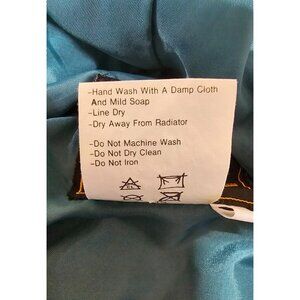 -Hand Wash With A Damp Cloth
And Mild Soap
-Line Dry
-Dry Away From Radiator
-Do Not Machine Wash
-Do Not Dry Clean
-Do Not Iron
CL